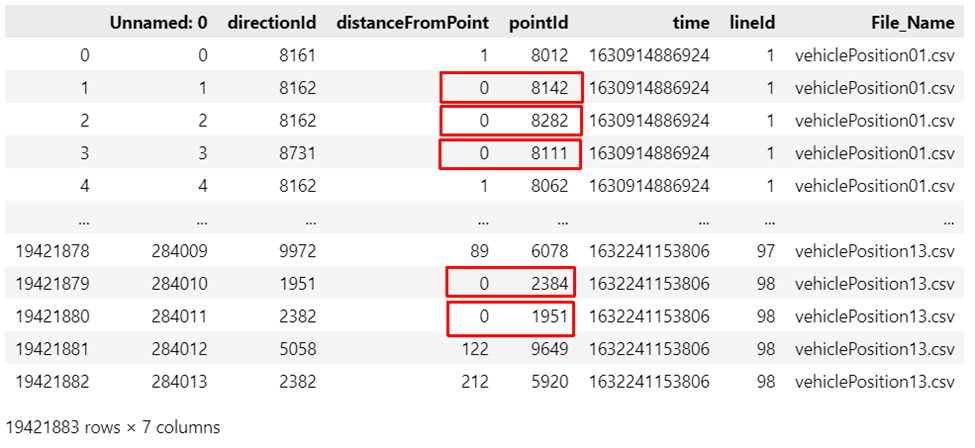 Unnamed: 0 directionId distanceFromPoint pointId time lineId File_Name
0 0 8161 1 8012 1630914886924 1 vehiclePosition01.csv
1 1 8162 0 8142 1630914886924 1 vehiclePosition01.csv
2 2 8162 0 8282 1630914886924 1 vehiclePosition01.csv
3 3 8731 0 8111 1630914886924 1 vehiclePosition01.csv
4 4 8162 1 8062 1630914886924 1 vehiclePosition01.csv
... ... ... ... ... ... ... ...
19421878 284009 9972 89 6078 1632241153806 97 vehiclePosition13.csv
19421879 284010 1951 0 2384 1632241153806 98 vehiclePosition13.csv
19421880 284011 2382 0 1951 1632241153806 98 vehiclePosition13.csv
19421881 284012 5058 122 9649 1632241153806 98 vehiclePosition13.csv
19421882 284013 2382 212 5920 1632241153806 98 vehiclePosition13.csv
19421883 rows × 7 columns